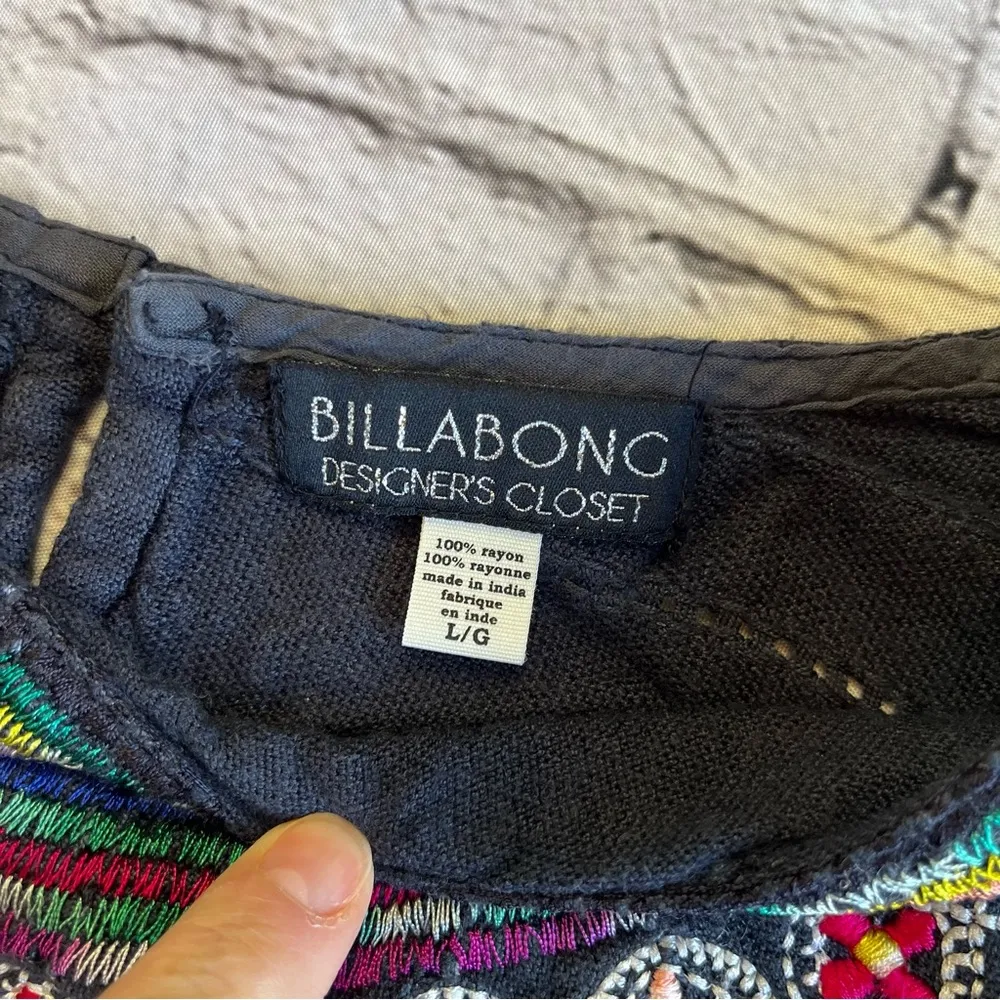 BILLABONG
DESIGNER'S CLOSET
100% rayon
100% rayonne
made in india
fabrique
en inde
L/G